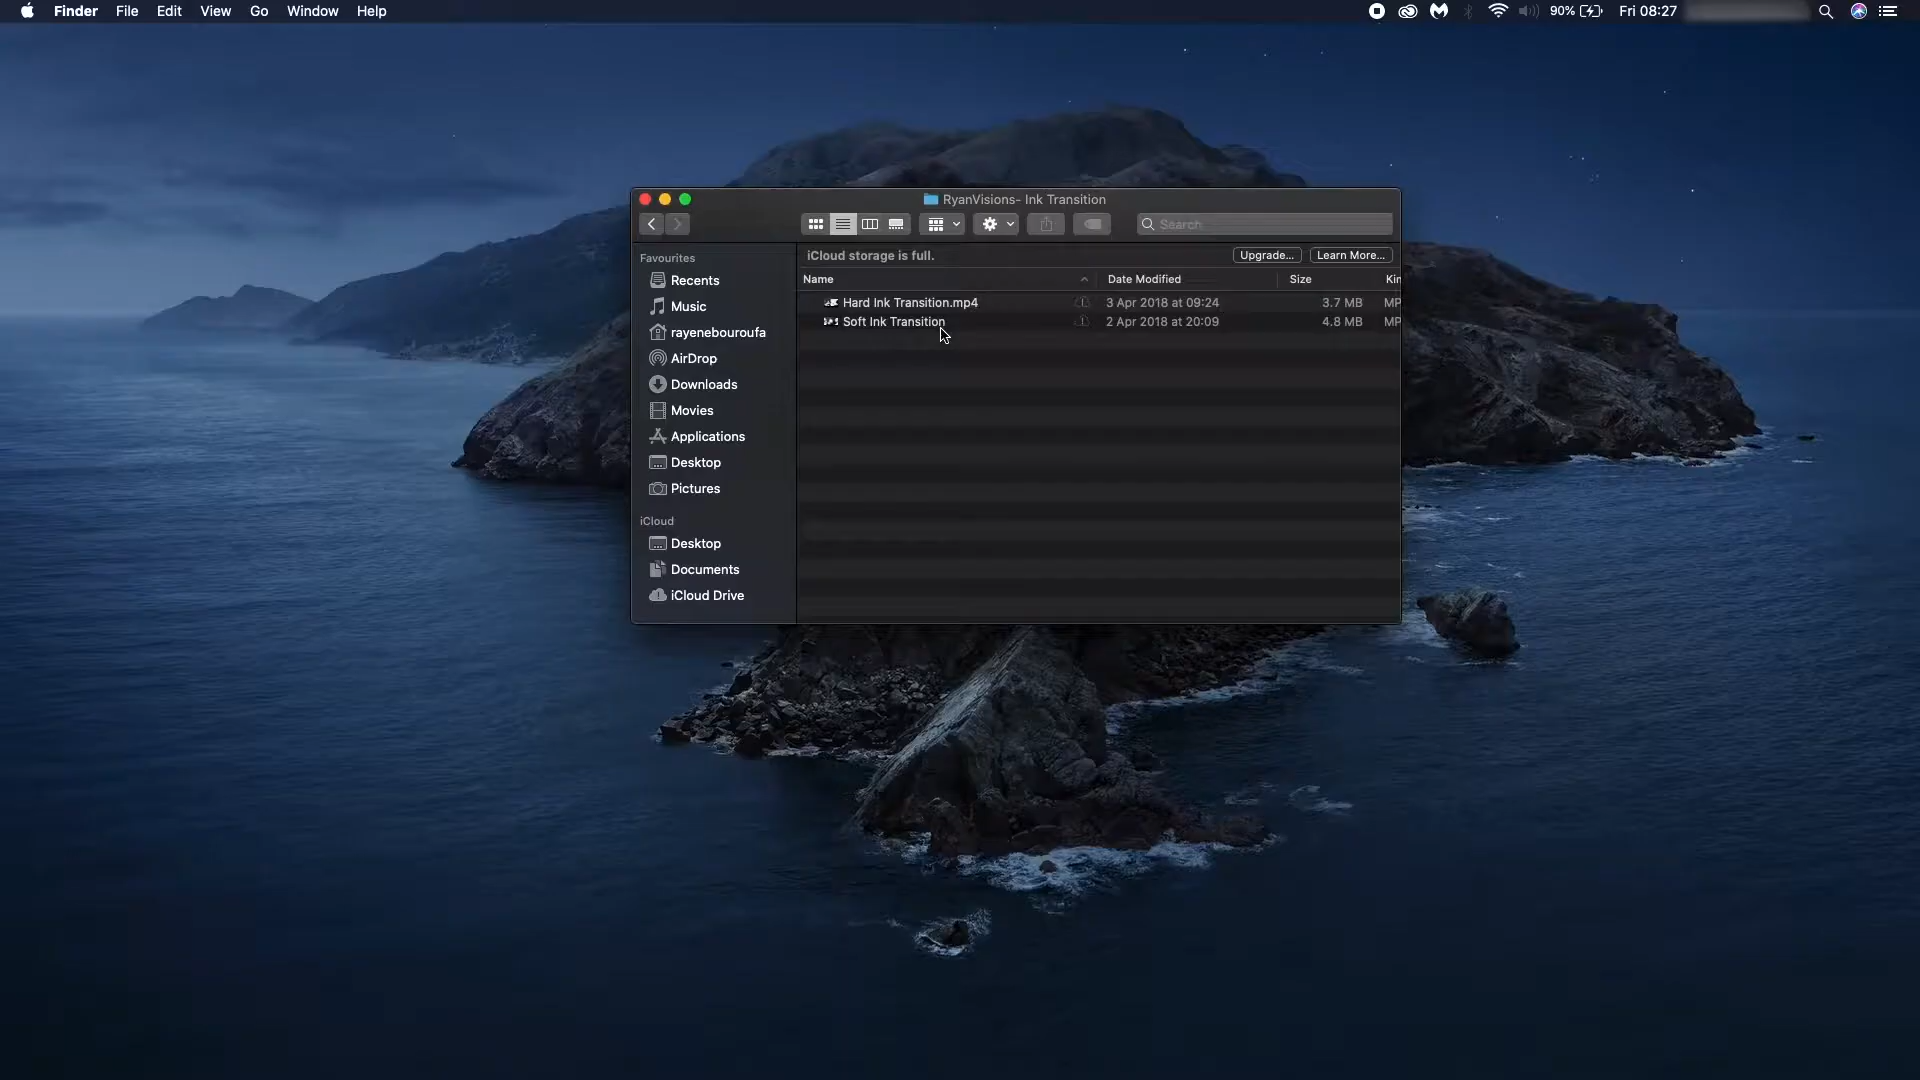 Finder File Edit View Go Window Help 90% Fri 08:27
RyanVisions- Ink Transition
Search
Favourites
Recents
Music
rayenebouroufa
AirDrop
Downloads
Movies
Applications
Desktop
Pictures
iCloud
Desktop
Documents
iCloud Drive
iCloud storage is full. Upgrade... Learn More...
Name Date Modified Size Kin
Hard Ink Transition.mp4 3 Apr 2018 at 09:24 3.7 MB MP
Soft Ink Transition 2 Apr 2018 at 20:09 4.8 MB MP